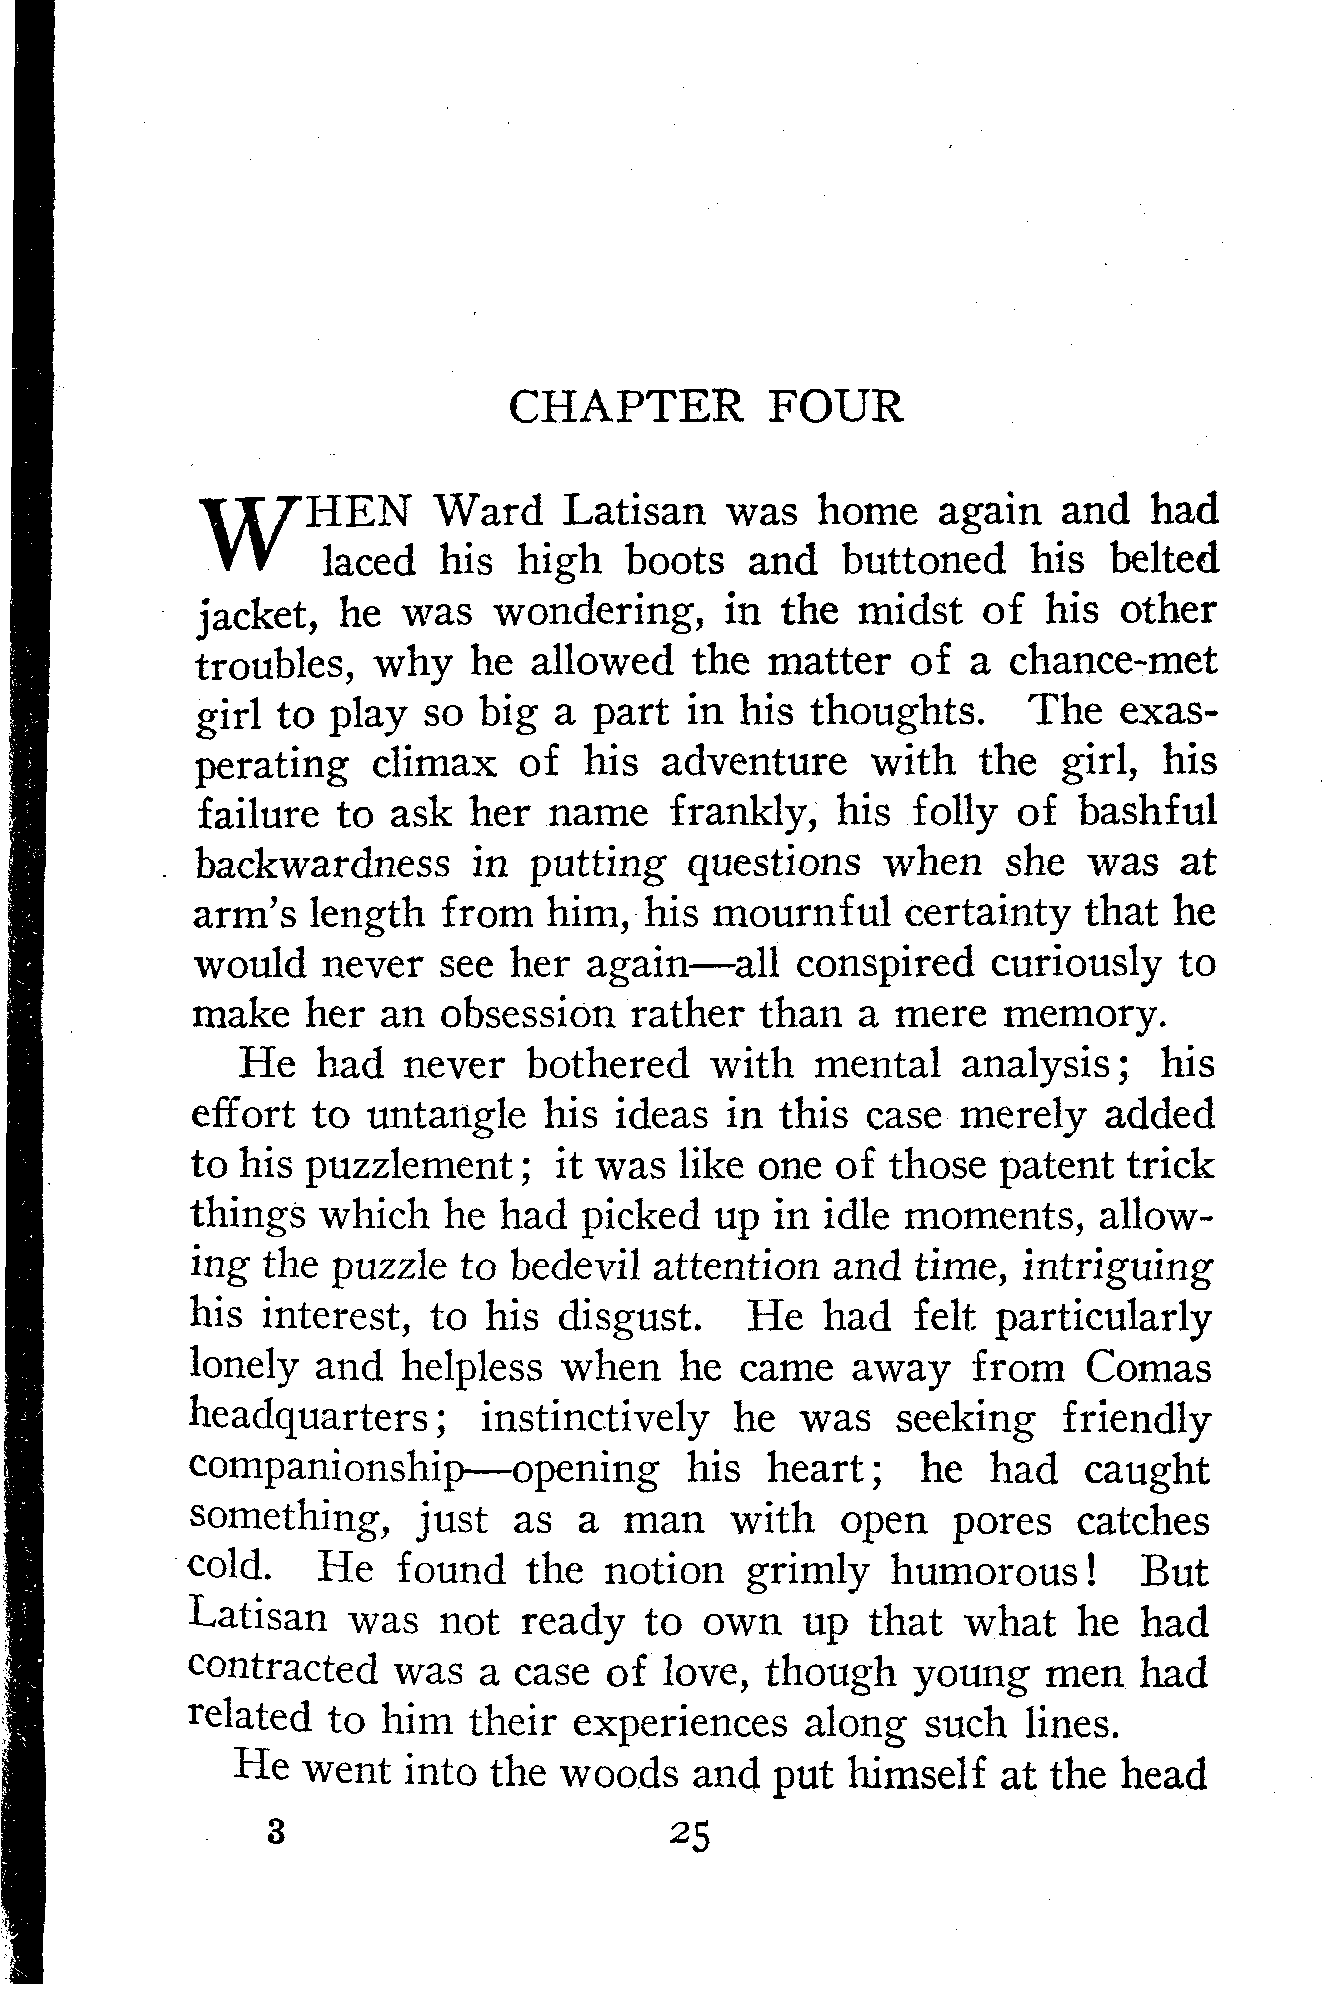 CHAPTER FOUR
WHEN Ward Latisan was home again and had
laced his high boots and buttoned his belted
jacket, he was wondering, in the midst of his other
troubles, why he allowed the matter of a chance-met
girl to play so big a part in his thoughts. The exas-
perating climax of his adventure with the girl, his
failure to ask her name frankly, his folly of bashful
backwardness in putting questions when she was at
arm's length from him, his mournful certainty that he
would never see her again—all conspired curiously to
make her an obsession rather than a mere memory.
He had never bothered with mental analysis; his
effort to untangle his ideas in this case merely added
to his puzzlement; it was like one of those patent trick
things which he had picked up in idle moments, allow-
ing the puzzle to bedevil attention and time, intriguing
his interest, to his disgust. He had felt particularly
lonely and helpless when he came away from Comas
headquarters; instinctively he was seeking friendly
companionship—opening his heart; he had caught
something, just as a man with open pores catches
cold. He found the notion grimly humorous! But
Latisan was not ready to own up that what he had
contracted was a case of love, though young men had
related to him their experiences along such lines.
He went into the woods and put himself at the head
3 25